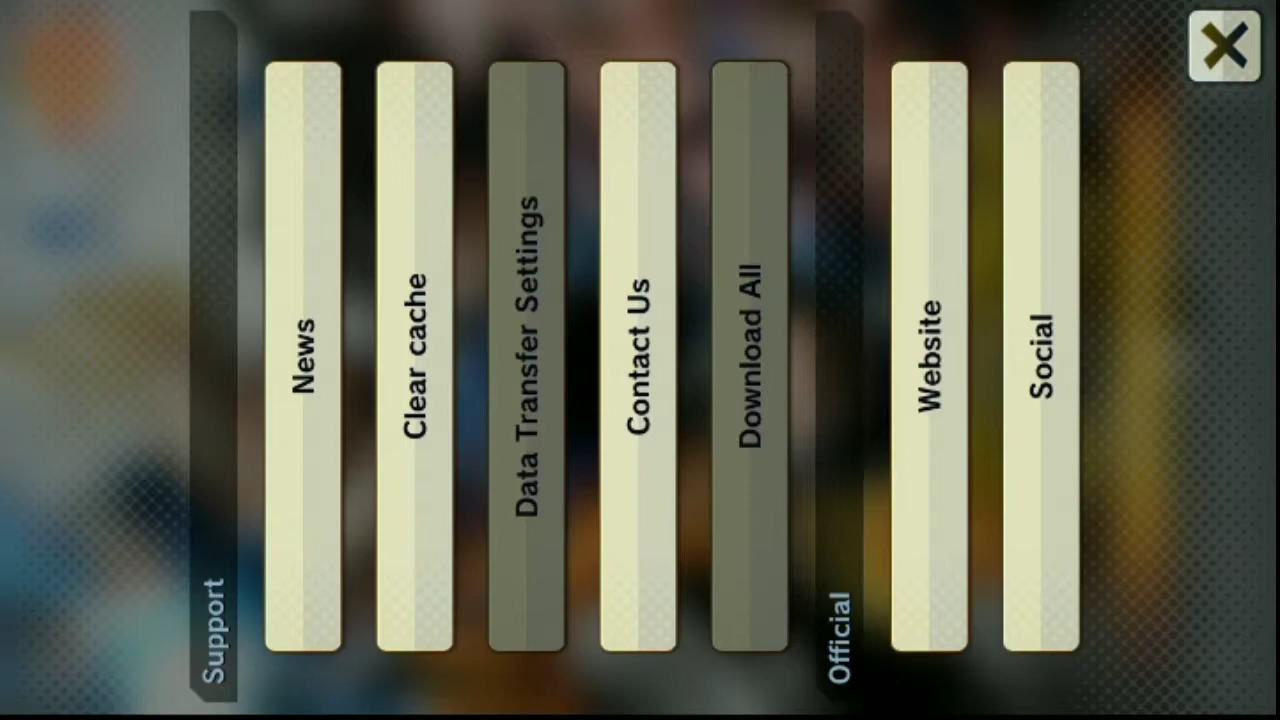 Support
News
Clear cache
Data Transfer Settings
Contact Us
Download All
Official
Website
Social